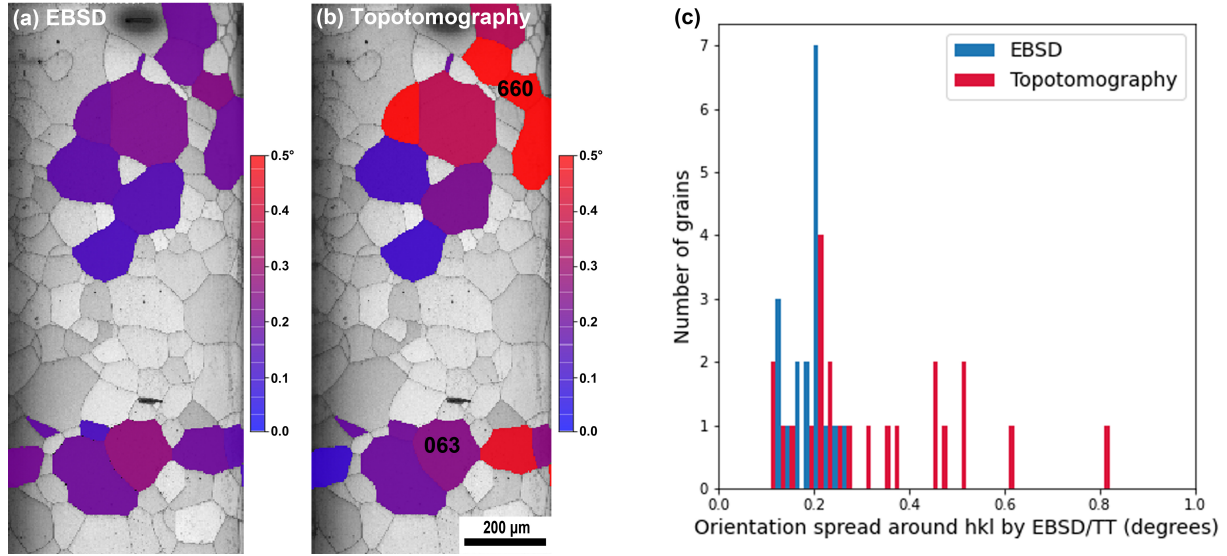 (a) EBSD
(b) Topotomography
(c)
660
063
0.5°
0.4
0.3
0.2
0.1
0.0
0.5°
0.4
0.3
0.2
0.1
0.0
200 µm
EBSD
Topotomography
Number of grains
7
6
5
4
3
2
1
0
0.0 0.2 0.4 0.6 0.8 1.0
Orientation spread around hkl by EBSD/TT (degrees)